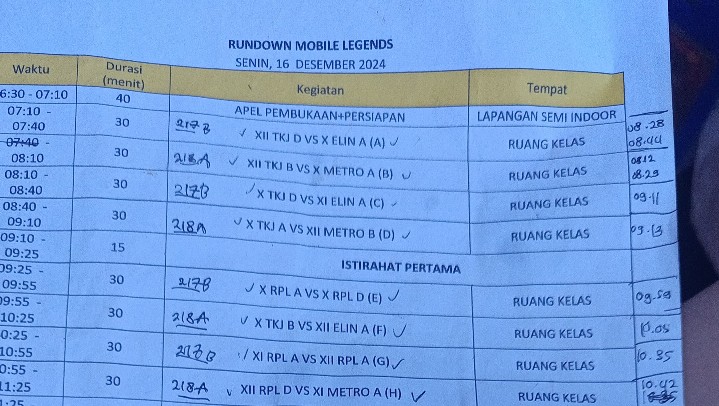 RUNDOWN MOBILE LEGENDS
SENIN, 16 DESEMBER 2024
Waktu Durasi (menit) Kegiatan Tempat
6:30 - 07:10 40 APEL PEMBUKAAN+PERSIAPAN LAPANGAN SEMI INDOOR
07:10 - 07:40 30 217B ✓ XII TKJ D VS X ELIN A (A) ✓ RUANG KELAS 08.28 08.44
07:40 - 08:10 30 218A ✓ XII TKJ B VS X METRO A (B) ✓ RUANG KELAS 0812 08.29
08:10 - 08:40 30 217B ✓ X TKJ D VS XI ELIN A (C) ✓ RUANG KELAS 09.11
08:40 - 09:10 30 218A ✓ X TKJ A VS XII METRO B (D) ✓ RUANG KELAS 09.13
09:10 - 09:25 15 ISTIRAHAT PERTAMA
09:25 - 09:55 30 217B ✓ X RPL A VS X RPL D (E) ✓ RUANG KELAS 09.59
09:55 - 10:25 30 218A ✓ X TKJ B VS XII ELIN A (F) ✓ RUANG KELAS 10.05
0:25 - 10:55 30 217B ✓ XI RPL A VS XII RPL A (G) ✓ RUANG KELAS 10.35
0:55 - 11:25 30 218A ✓ XII RPL D VS XI METRO A (H) ✓ RUANG KELAS 10.42